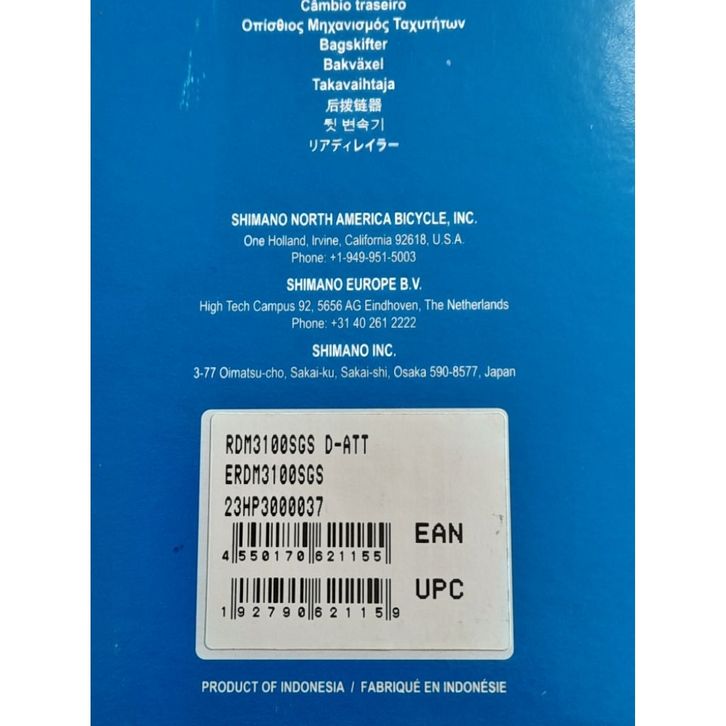 Câmbio traseiro
Οπίσθιος Μηχανισμός Ταχυτήτων
Bagskifter
Bakväxel
Takavaihtaja
后拨链器
뒷 변속기
リアディレイラー
SHIMANO NORTH AMERICA BICYCLE, INC.
One Holland, Irvine, California 92618, U.S.A.
Phone: +1-949-951-5003
SHIMANO EUROPE B.V.
High Tech Campus 92, 5656 AG Eindhoven, The Netherlands
Phone: +31 40 261 2222
SHIMANO INC.
3-77 Oimatsu-cho, Sakai-ku, Sakai-shi, Osaka 590-8577, Japan
RDM3100SGS D-ATT
ERDM3100SGS
23HP3000037
EAN
4 550170 621155
UPC
1 92790 62115 9
PRODUCT OF INDONESIA / FABRIQUÉ EN INDONÉSIE